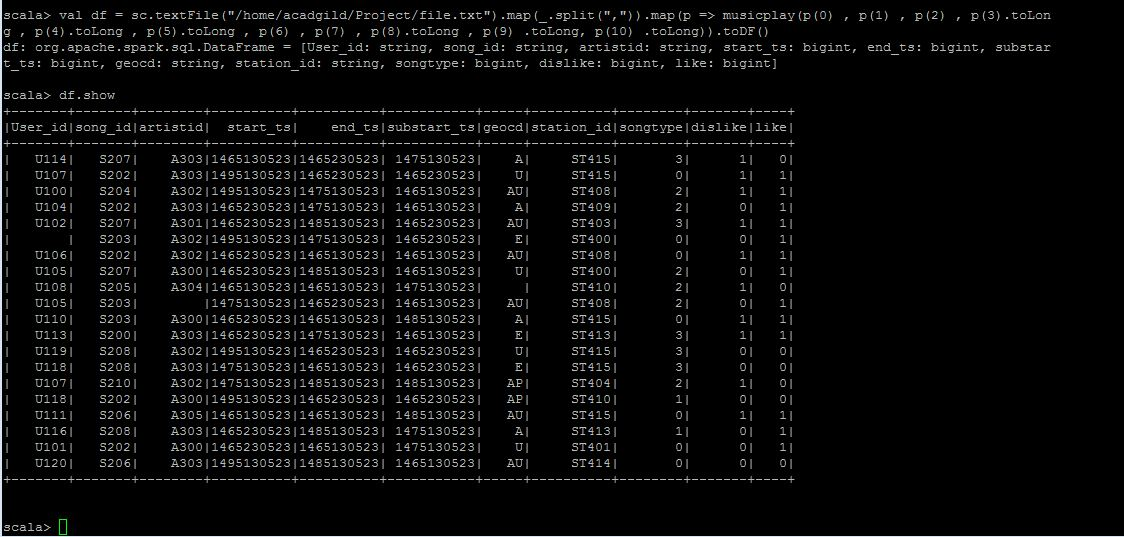 scala> val df = sc.textFile("/home/acadgild/Project/file.txt").map(_.split(",")).map(p => musicplay(p(0) , p(1) , p(2) , p(3).toLon
g , p(4).toLong , p(5).toLong , p(6) , p(7) , p(8).toLong , p(9) .toLong, p(10) .toLong)).toDF()
df: org.apache.spark.sql.DataFrame = [User_id: string, song_id: string, artistid: string, start_ts: bigint, end_ts: bigint, substar
t_ts: bigint, geocd: string, station_id: string, songtype: bigint, dislike: bigint, like: bigint]
scala> df.show
+-------+-------+--------+----------+----------+-----------+-----+----------+--------+-------+----+
|User_id|song_id|artistid|  start_ts|    end_ts|substart_ts|geocd|station_id|songtype|dislike|like|
+-------+-------+--------+----------+----------+-----------+-----+----------+--------+-------+----+
|   U114|   S207|    A303|1465130523|1465230523| 1475130523|    A|     ST415|       3|      1|   0|
|   U107|   S202|    A303|1495130523|1465230523| 1465230523|    U|     ST415|       0|      1|   1|
|   U100|   S204|    A302|1495130523|1475130523| 1465130523|   AU|     ST408|       2|      1|   1|
|   U104|   S202|    A303|1465230523|1475130523| 1465230523|    A|     ST409|       2|      0|   1|
|   U102|   S207|    A301|1465230523|1485130523| 1465230523|   AU|     ST403|       3|      1|   1|
|       |   S203|    A302|1495130523|1475130523| 1465230523|    E|     ST400|       0|      0|   1|
|   U106|   S202|    A302|1465230523|1465130523| 1465230523|   AU|     ST408|       0|      1|   1|
|   U105|   S207|    A300|1465230523|1485130523| 1465130523|    U|     ST400|       2|      0|   1|
|   U108|   S205|    A304|1465130523|1465130523| 1475130523|     |     ST410|       2|      1|   0|
|   U105|   S203|        |1475130523|1465230523| 1465130523|   AU|     ST408|       2|      0|   1|
|   U110|   S203|    A300|1465230523|1465130523| 1485130523|    A|     ST415|       0|      1|   1|
|   U113|   S200|    A303|1465230523|1475130523| 1465230523|    E|     ST413|       3|      1|   1|
|   U119|   S208|    A302|1495130523|1465230523| 1465230523|    U|     ST415|       3|      0|   0|
|   U118|   S208|    A303|1475130523|1465130523| 1465230523|    E|     ST415|       3|      0|   0|
|   U107|   S210|    A302|1475130523|1485130523| 1485130523|   AP|     ST404|       2|      1|   0|
|   U118|   S202|    A300|1495130523|1465230523| 1465230523|   AP|     ST410|       1|      0|   0|
|   U111|   S206|    A305|1465130523|1465130523| 1485130523|   AU|     ST415|       0|      1|   1|
|   U116|   S208|    A303|1465230523|1485130523| 1475130523|    A|     ST413|       1|      0|   1|
|   U101|   S202|    A300|1465230523|1465130523| 1475130523|    U|     ST401|       0|      0|   1|
|   U120|   S206|    A303|1495130523|1485130523| 1465130523|   AU|     ST414|       0|      0|   0|
+-------+-------+--------+----------+----------+-----------+-----+----------+--------+-------+----+
scala>